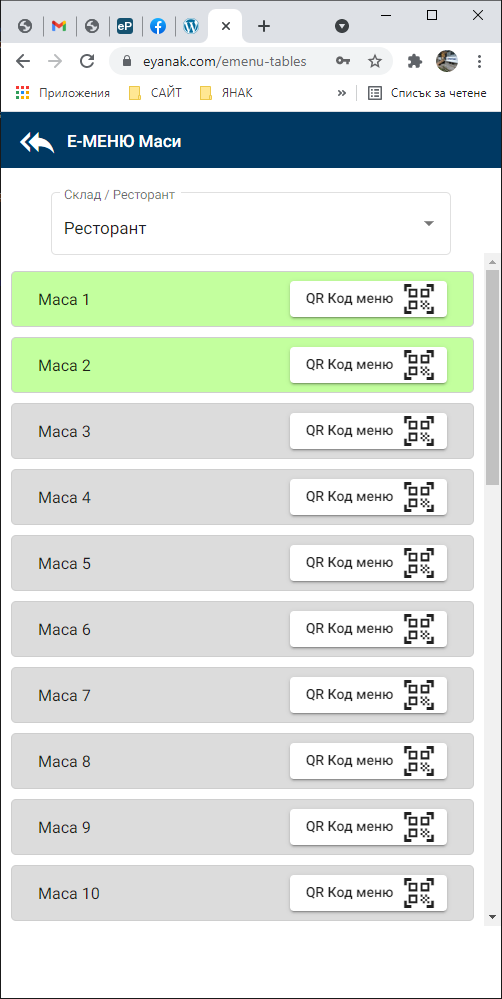 eP
eyanak.com/emenu-tables
Приложения
САЙТ
ЯНАК
»
Списък за четене
Е-МЕНЮ Маси
Склад / Ресторант
Ресторант
Маса 1
QR Код меню
Маса 2
QR Код меню
Маса 3
QR Код меню
Маса 4
QR Код меню
Маса 5
QR Код меню
Маса 6
QR Код меню
Маса 7
QR Код меню
Маса 8
QR Код меню
Маса 9
QR Код меню
Маса 10
QR Код меню